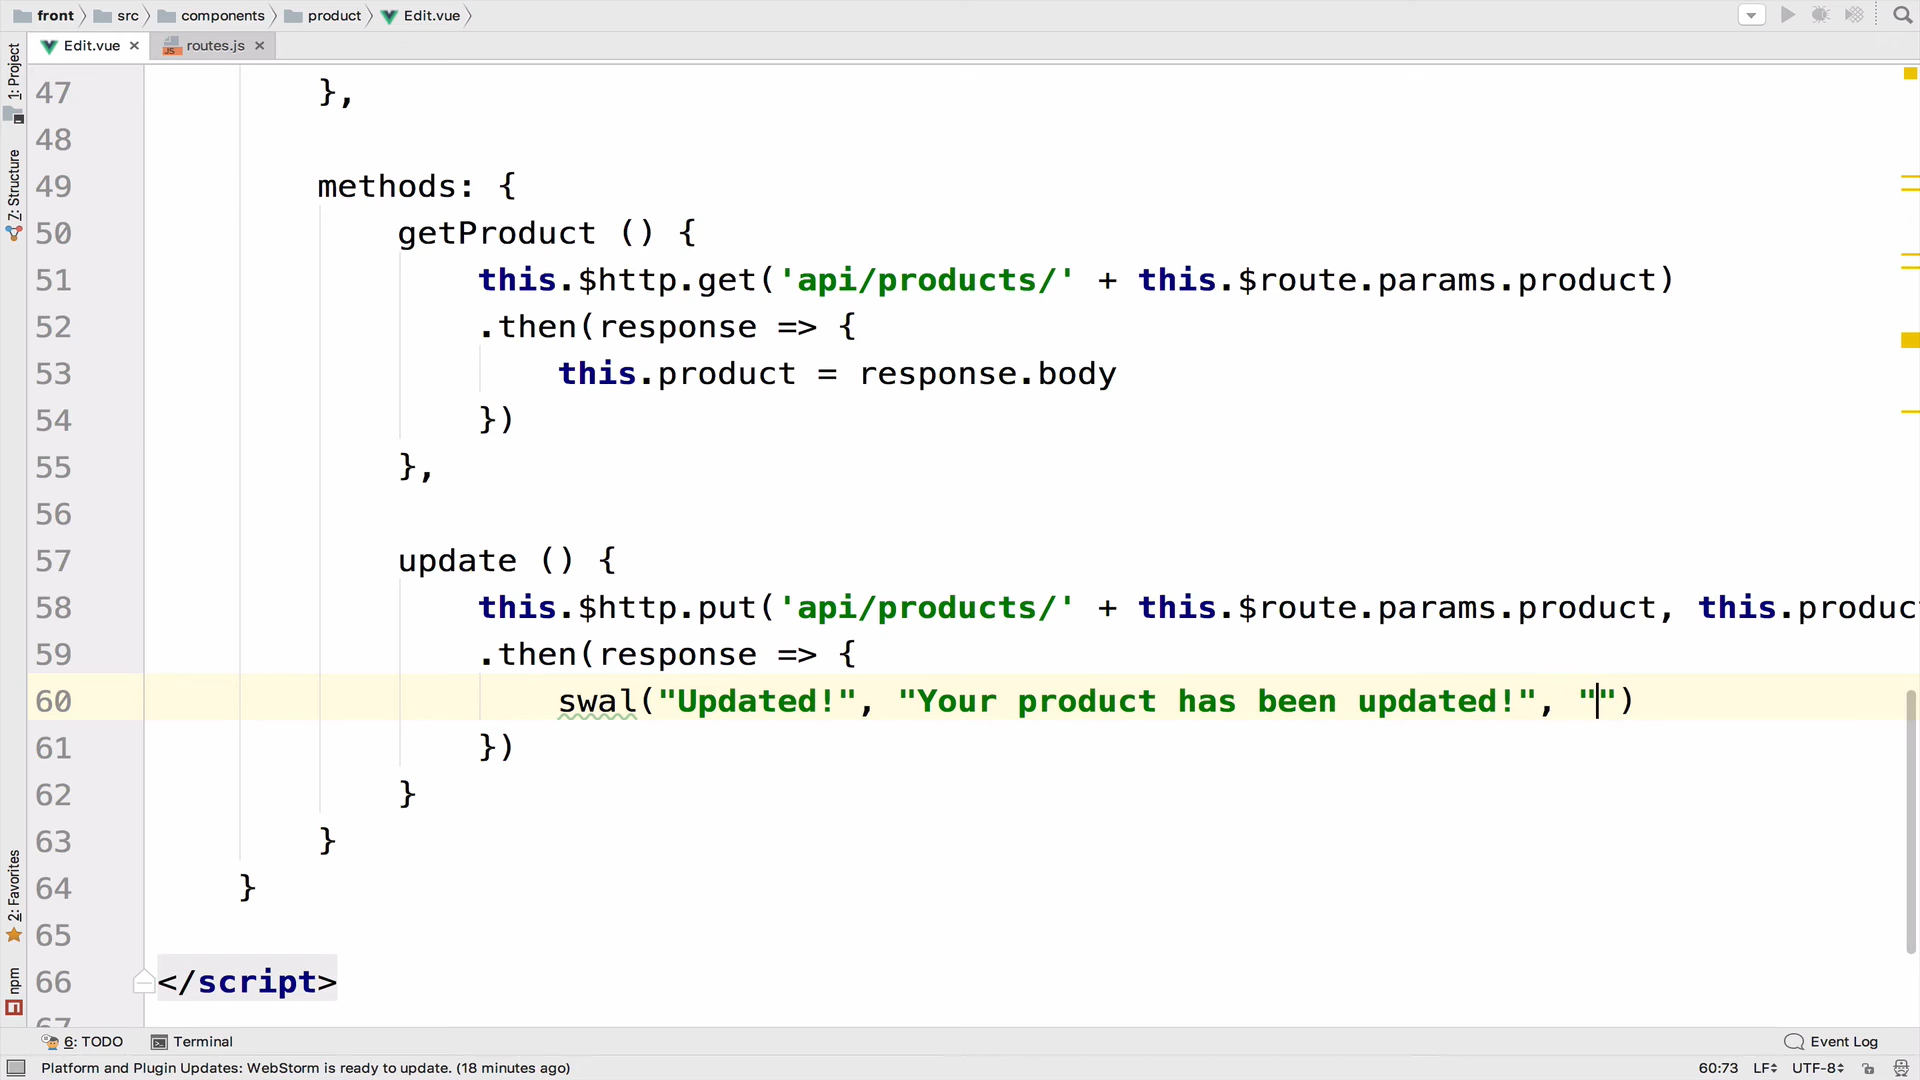 front src components product Edit.vue
Edit.vue routes.js
1: Project
7: Structure
2: Favorites
npm
47 },
48
49 methods: {
50 getProduct () {
51 this.$http.get('api/products/' + this.$route.params.product)
52 .then(response => {
53 this.product = response.body
54 })
55 },
56
57 update () {
58 this.$http.put('api/products/' + this.$route.params.product, this.produc
59 .then(response => {
60 swal("Updated!", "Your product has been updated!", "")
61 })
62 }
63 }
64 }
65
66 </script>
67
6: TODO Terminal Event Log
Platform and Plugin Updates: WebStorm is ready to update. (18 minutes ago) 60:73 LF UTF-8